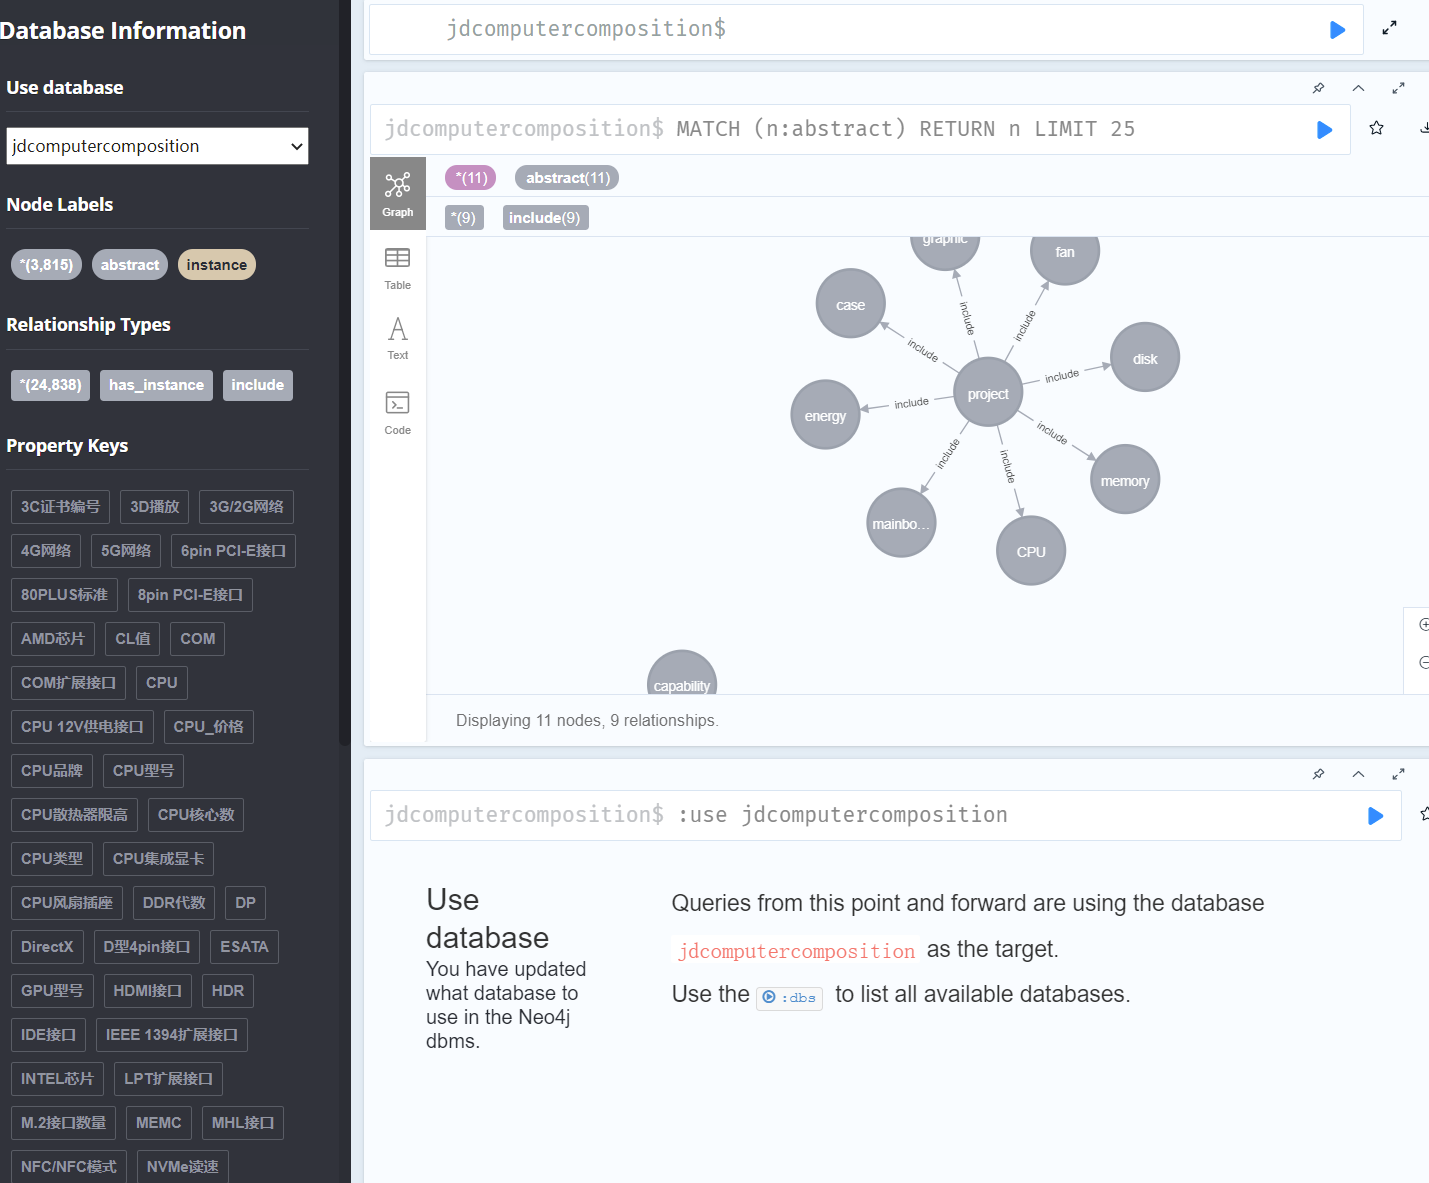 Database Information
Use database
jdcomputercomposition
Node Labels
*(3,815) abstract instance
Relationship Types
*(24,838) has_instance include
Property Keys
3C证书编号 3D播放 3G/2G网络
4G网络 5G网络 6pin PCI-E接口
80PLUS标准 8pin PCI-E接口
AMD芯片 CL值 COM
COM扩展接口 CPU
CPU 12V供电接口 CPU_价格
CPU品牌 CPU型号
CPU散热器限高 CPU核心数
CPU类型 CPU集成显卡
CPU风扇插座 DDR代数 DP
DirectX D型4pin接口 ESATA
GPU型号 HDMI接口 HDR
IDE接口 IEEE 1394扩展接口
INTEL芯片 LPT扩展接口
M.2接口数量 MEMC MHL接口
NFC/NFC模式 NVMe读速
jdcomputercomposition$
jdcomputercomposition$ MATCH (n:abstract) RETURN n LIMIT 25
Graph
Table
Text
Code
*(11) abstract(11)
*(9) include(9)
graphic
fan
case
include
include
include
disk
include
project
energy
include
include
include
include
memory
mainbo...
CPU
capability
Displaying 11 nodes, 9 relationships.
jdcomputercomposition$ :use jdcomputercomposition
Use
database
You have updated
what database to
use in the Neo4j
dbms.
Queries from this point and forward are using the database
jdcomputercomposition as the target.
Use the :dbs to list all available databases.